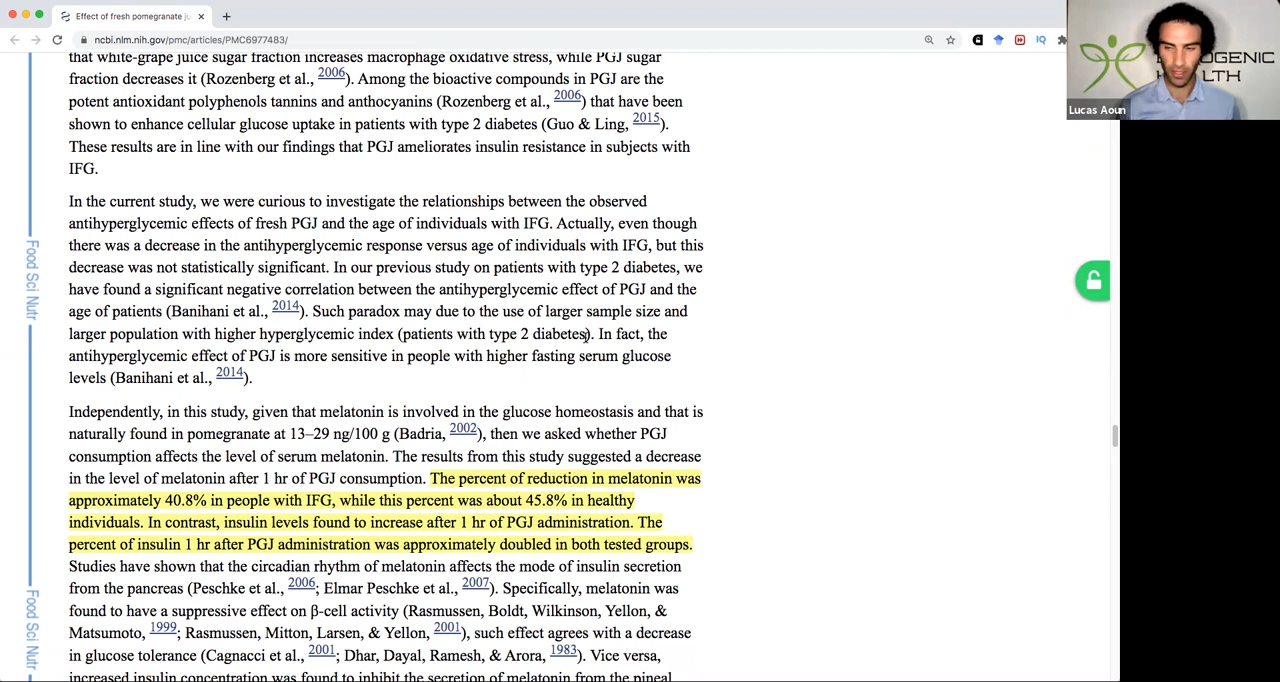 Effect of fresh pomegranate ju
ncbi.nlm.nih.gov/pmc/articles/PMC6977483/
IQ
OGENIC
LTH
Lucas Aoun
that white-grape juice sugar fraction increases macrophage oxidative stress, while PGJ sugar
fraction decreases it (Rozenberg et al., 2006). Among the bioactive compounds in PGJ are the
potent antioxidant polyphenols tannins and anthocyanins (Rozenberg et al., 2006) that have been
shown to enhance cellular glucose uptake in patients with type 2 diabetes (Guo & Ling, 2015).
These results are in line with our findings that PGJ ameliorates insulin resistance in subjects with
IFG.
In the current study, we were curious to investigate the relationships between the observed
antihyperglycemic effects of fresh PGJ and the age of individuals with IFG. Actually, even though
there was a decrease in the antihyperglycemic response versus age of individuals with IFG, but this
decrease was not statistically significant. In our previous study on patients with type 2 diabetes, we
have found a significant negative correlation between the antihyperglycemic effect of PGJ and the
age of patients (Banihani et al., 2014). Such paradox may due to the use of larger sample size and
larger population with higher hyperglycemic index (patients with type 2 diabetes). In fact, the
antihyperglycemic effect of PGJ is more sensitive in people with higher fasting serum glucose
levels (Banihani et al., 2014).
Independently, in this study, given that melatonin is involved in the glucose homeostasis and that is
naturally found in pomegranate at 13–29 ng/100 g (Badria, 2002), then we asked whether PGJ
consumption affects the level of serum melatonin. The results from this study suggested a decrease
in the level of melatonin after 1 hr of PGJ consumption. The percent of reduction in melatonin was
approximately 40.8% in people with IFG, while this percent was about 45.8% in healthy
individuals. In contrast, insulin levels found to increase after 1 hr of PGJ administration. The
percent of insulin 1 hr after PGJ administration was approximately doubled in both tested groups.
Studies have shown that the circadian rhythm of melatonin affects the mode of insulin secretion
from the pancreas (Peschke et al., 2006; Elmar Peschke et al., 2007). Specifically, melatonin was
found to have a suppressive effect on β-cell activity (Rasmussen, Boldt, Wilkinson, Yellon, &
Matsumoto, 1999; Rasmussen, Mitton, Larsen, & Yellon, 2001), such effect agrees with a decrease
in glucose tolerance (Cagnacci et al., 2001; Dhar, Dayal, Ramesh, & Arora, 1983). Vice versa,
increased insulin concentration was found to inhibit the secretion of melatonin from the pineal
Food Sci Nutr
Food Sci Nutr